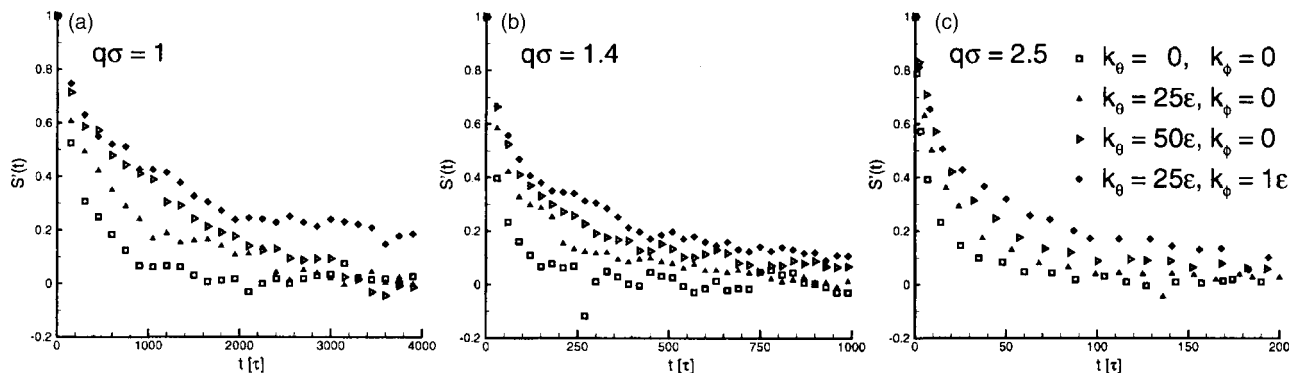 (a)
qσ = 1
S'(t)
1
0.8
0.6
0.4
0.2
0
-0.2
0
1000
2000
3000
4000
t [τ]
(b)
qσ = 1.4
S'(t)
1
0.8
0.6
0.4
0.2
0
-0.2
0
250
500
750
1000
t [τ]
(c)
qσ = 2.5
S'(t)
1
0.8
0.6
0.4
0.2
0
-0.2
0
50
100
150
200
t [τ]
kθ = 0, kϕ = 0
kθ = 25ε, kϕ = 0
kθ = 50ε, kϕ = 0
kθ = 25ε, kϕ = 1ε